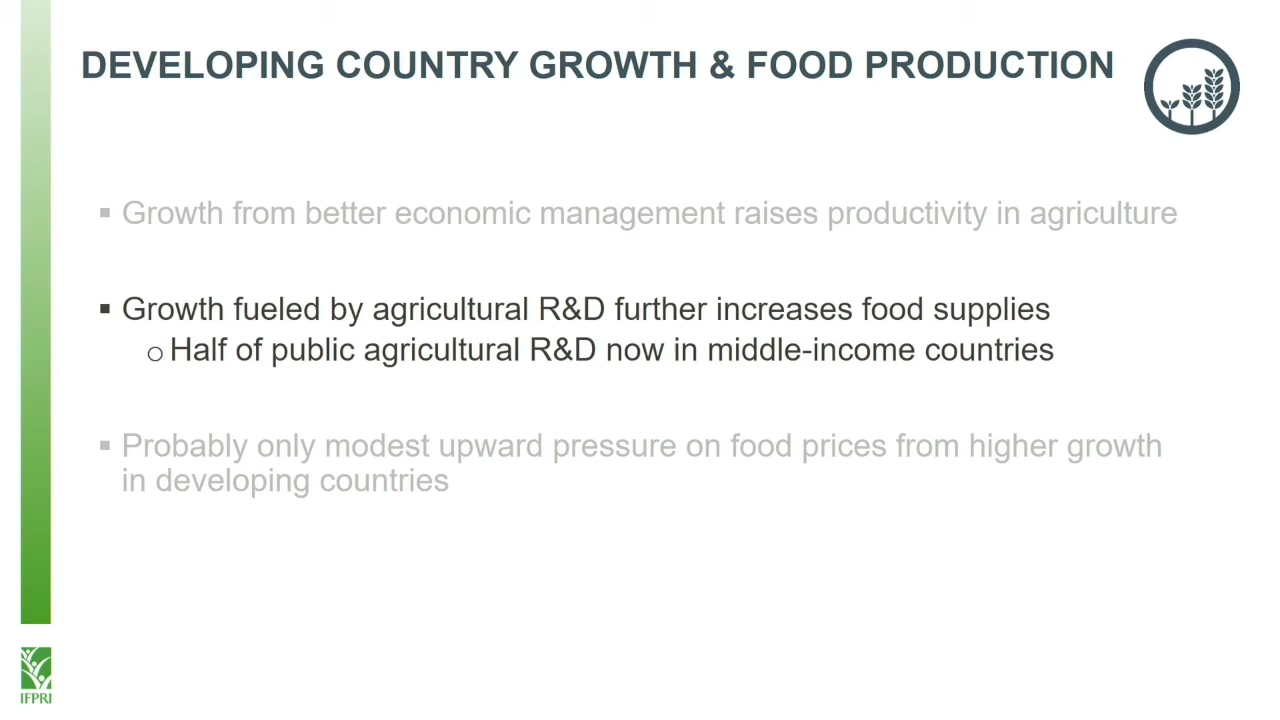 DEVELOPING COUNTRY GROWTH & FOOD PRODUCTION
▪ Growth from better economic management raises productivity in agriculture
▪ Growth fueled by agricultural R&D further increases food supplies
o Half of public agricultural R&D now in middle-income countries
▪ Probably only modest upward pressure on food prices from higher growth
in developing countries
IFPRI